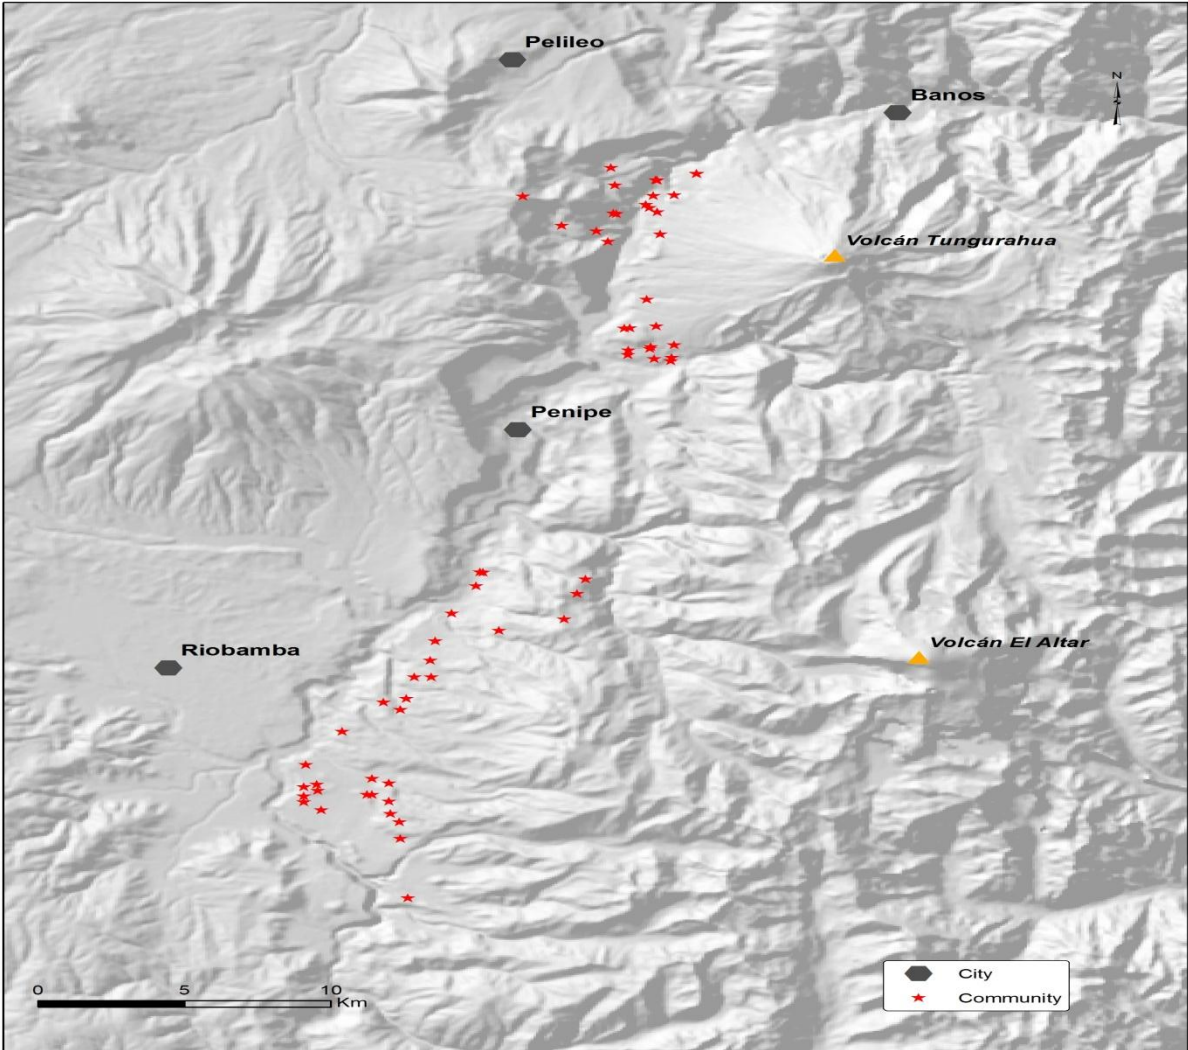 Pelileo
N
Banos
Volcán Tungurahua
Penipe
Volcán El Altar
Riobamba
City
Community
0 5 10
Km